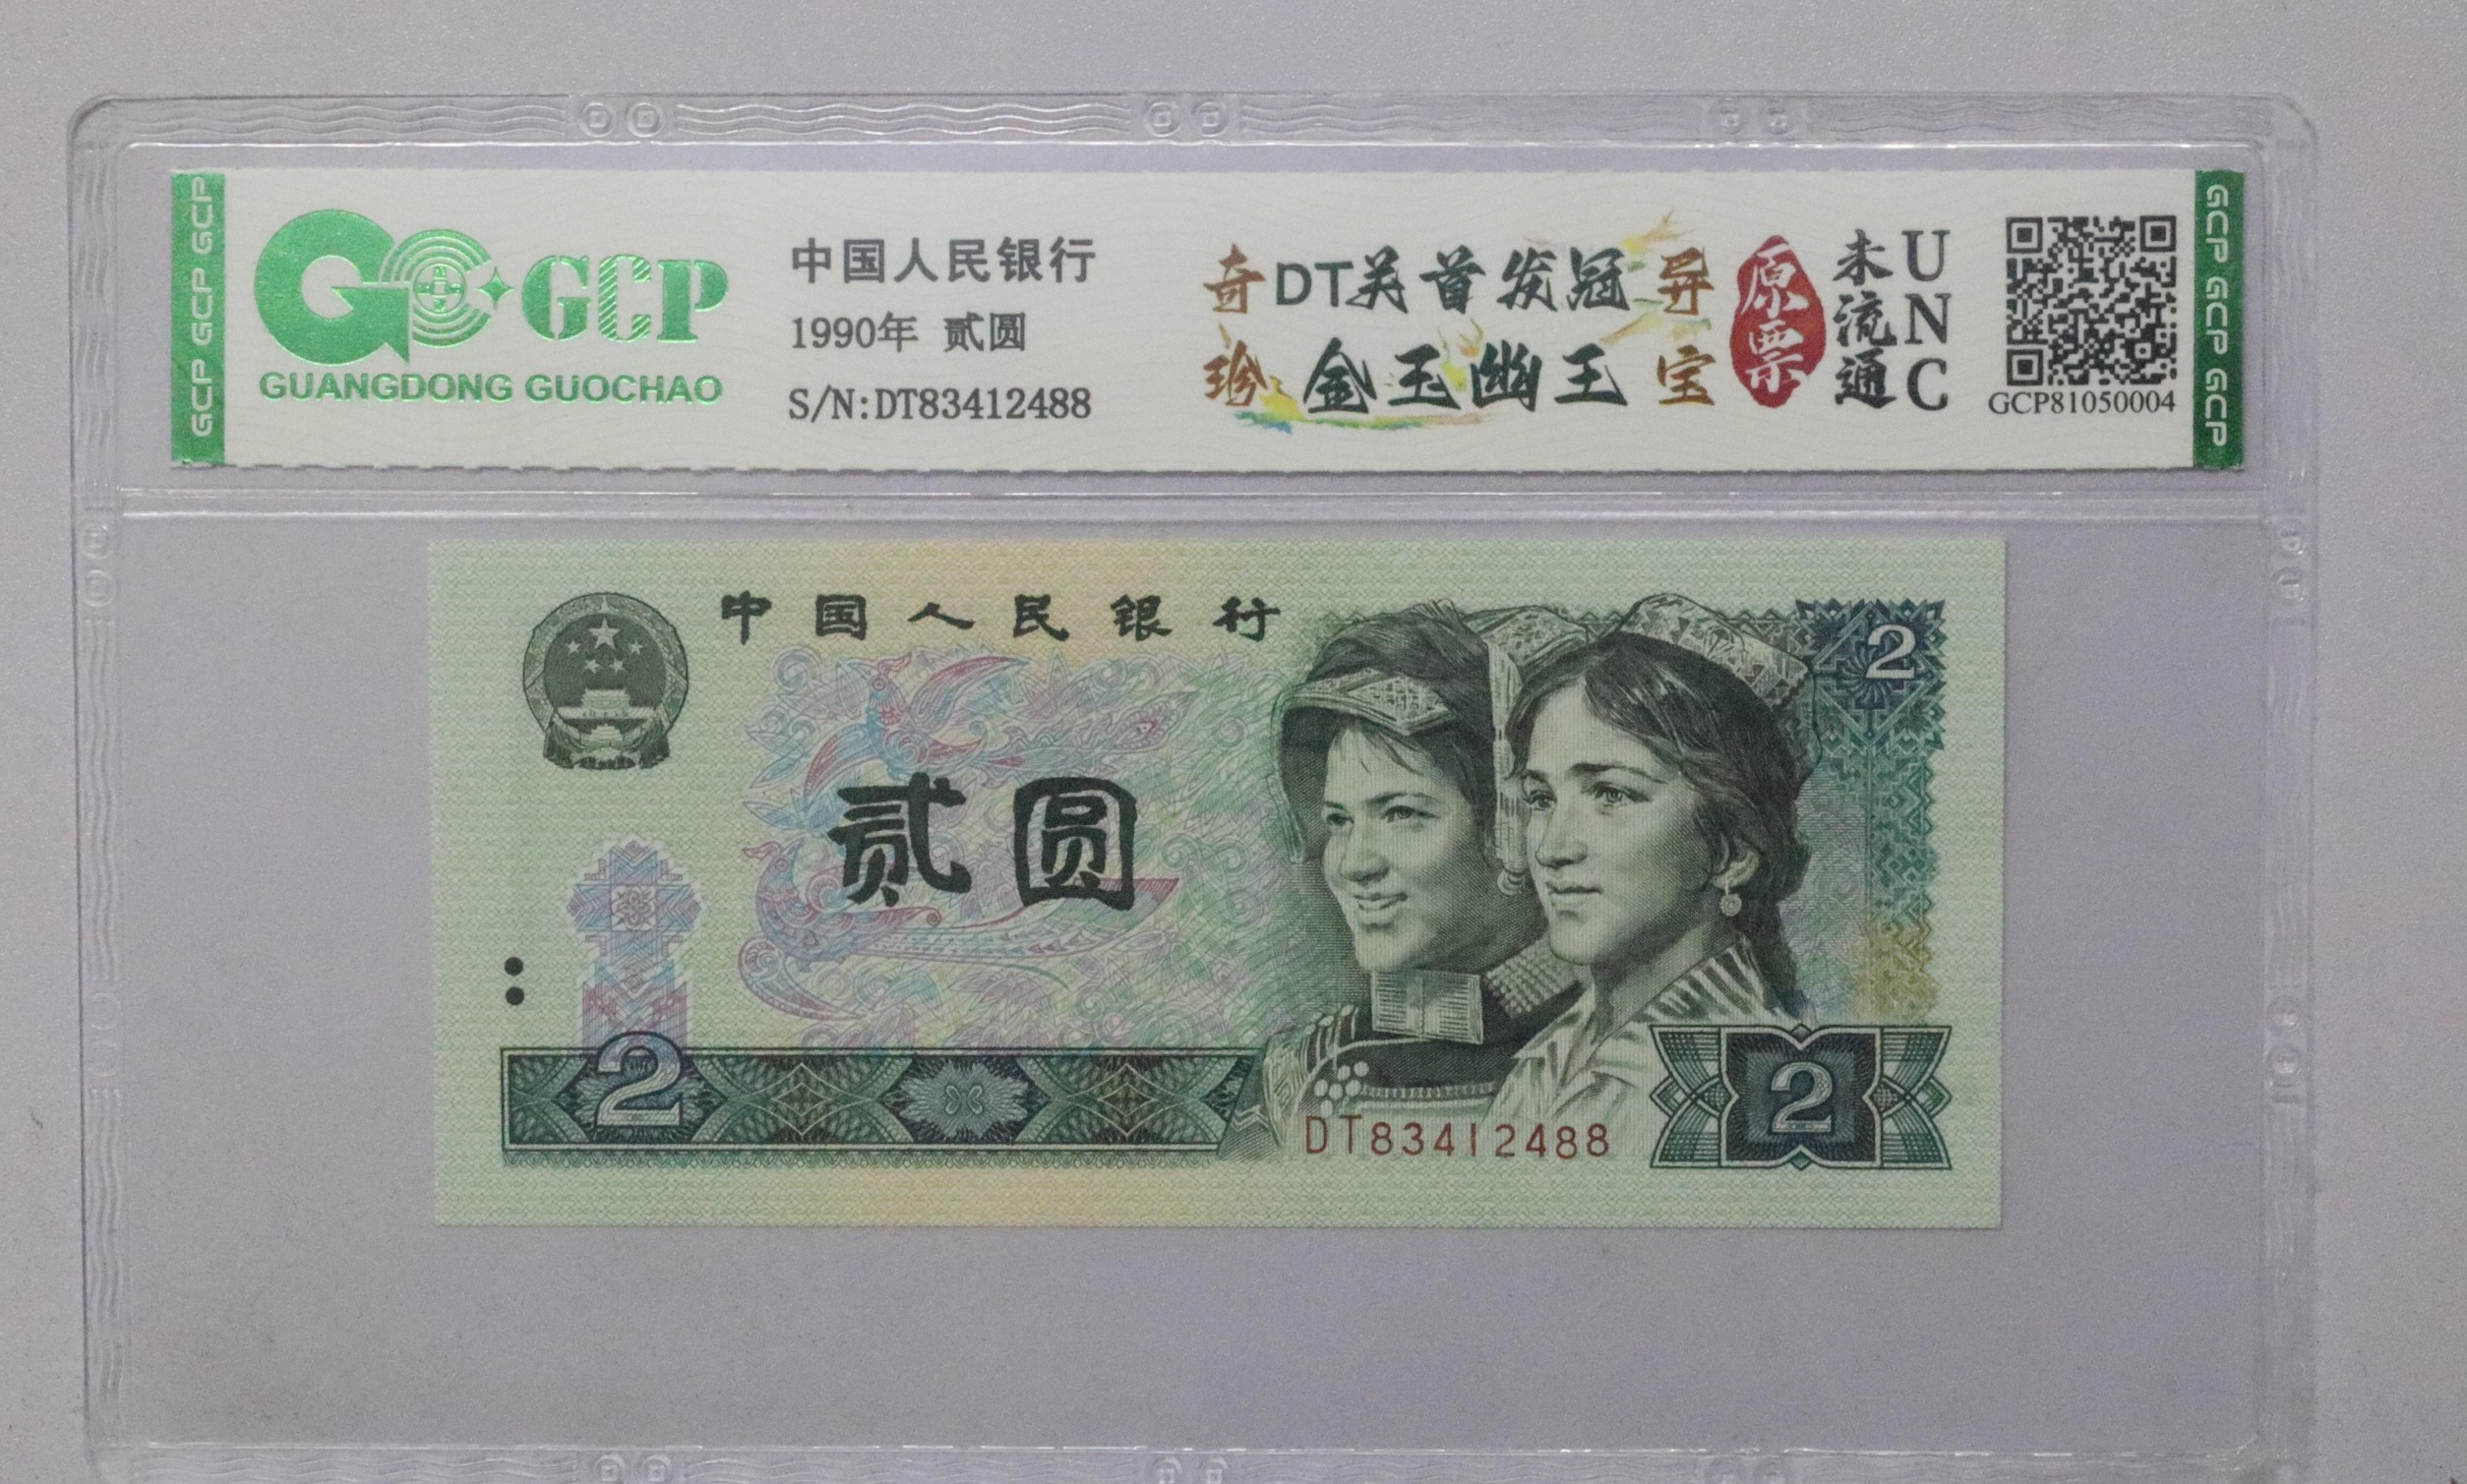 GCP GCP GCP
GCP
GUANGDONG GUOCHAO
中国人民银行
1990年 贰圆
S/N:DT83412488
奇 DT关首发冠 异
珍 金玉幽王 宝
原票
未流通
UNC
GCP81050004
GCP GCP GCP
中国人民银行
2
贰圆
2
DT83412488
2